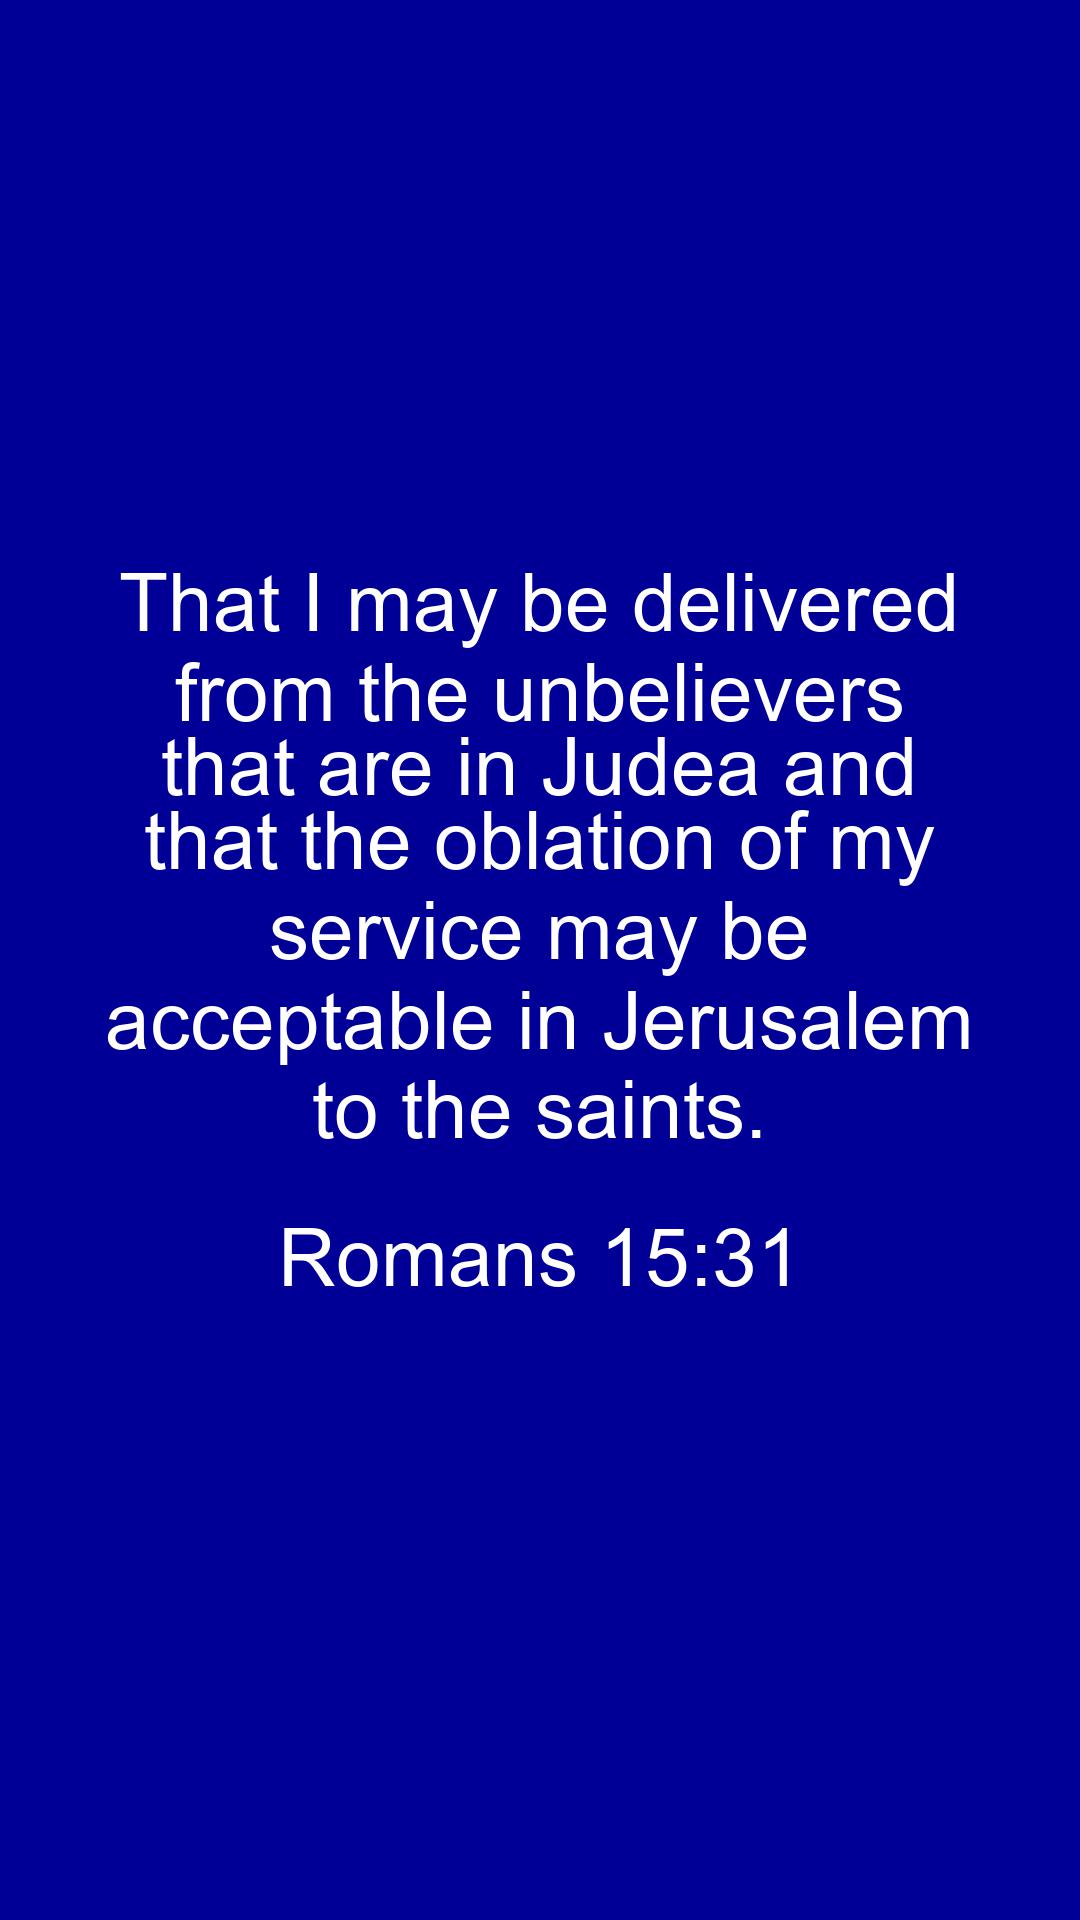 That I may be delivered
from the unbelievers
that are in Judea and
that the oblation of my
service may be
acceptable in Jerusalem
to the saints.
Romans 15:31